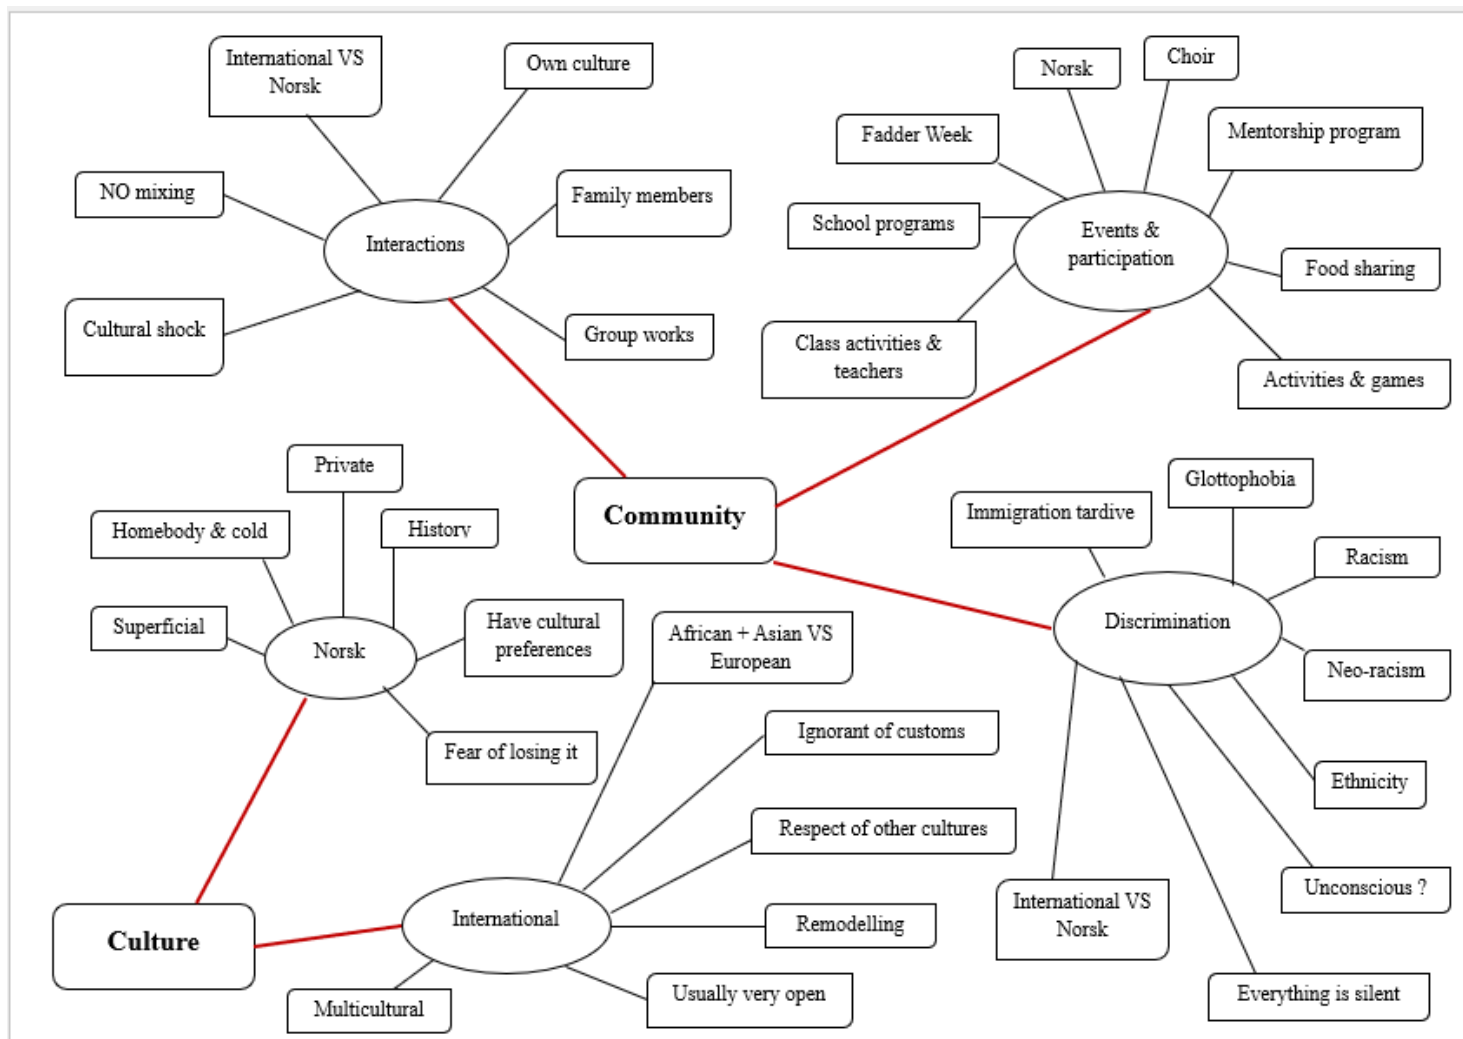 International VS
Norsk
Own culture
NO mixing
Family members
Interactions
Cultural shock
Group works
Norsk
Choir
Fadder Week
Mentorship program
School programs
Events &
participation
Food sharing
Class activities &
teachers
Activities & games
Community
Private
Homebody & cold
History
Superficial
Norsk
Have cultural
preferences
Fear of losing it
Glottophobia
Immigration tardive
Racism
Discrimination
Neo-racism
Ethnicity
Unconscious ?
International VS
Norsk
Everything is silent
African + Asian VS
European
Ignorant of customs
Respect of other cultures
International
Remodelling
Usually very open
Multicultural
Culture